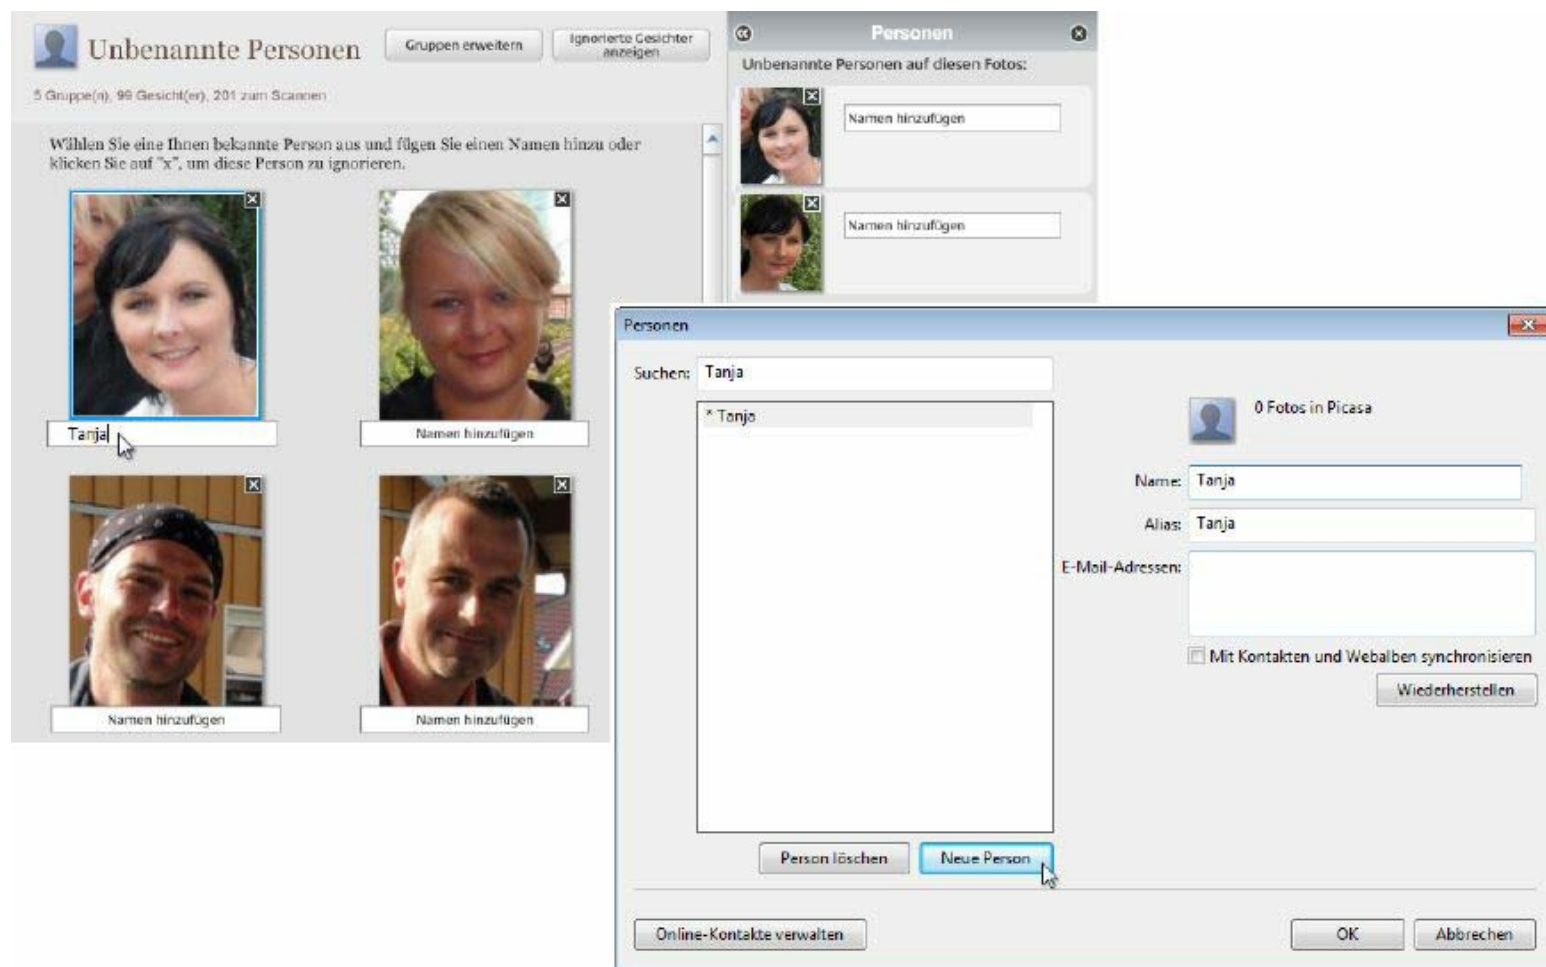 Unbenannte Personen
Gruppen erweitern
Ignorierte Gesichter
anzeigen
5 Gruppe(n), 99 Gesicht(er), 201 zum Scannen
Wählen Sie eine Ihnen bekannte Person aus und fügen Sie einen Namen hinzu oder
klicken Sie auf "x", um diese Person zu ignorieren.
Tanja
Namen hinzufügen
Namen hinzufügen
Namen hinzufügen
Personen
Unbenannte Personen auf diesen Fotos:
Namen hinzufügen
Namen hinzufügen
Personen
Suchen: Tanja
* Tanja
0 Fotos in Picasa
Name: Tanja
Alias: Tanja
E-Mail-Adressen:
Mit Kontakten und Webalben synchronisieren
Wiederherstellen
Person löschen
Neue Person
Online-Kontakte verwalten
OK
Abbrechen